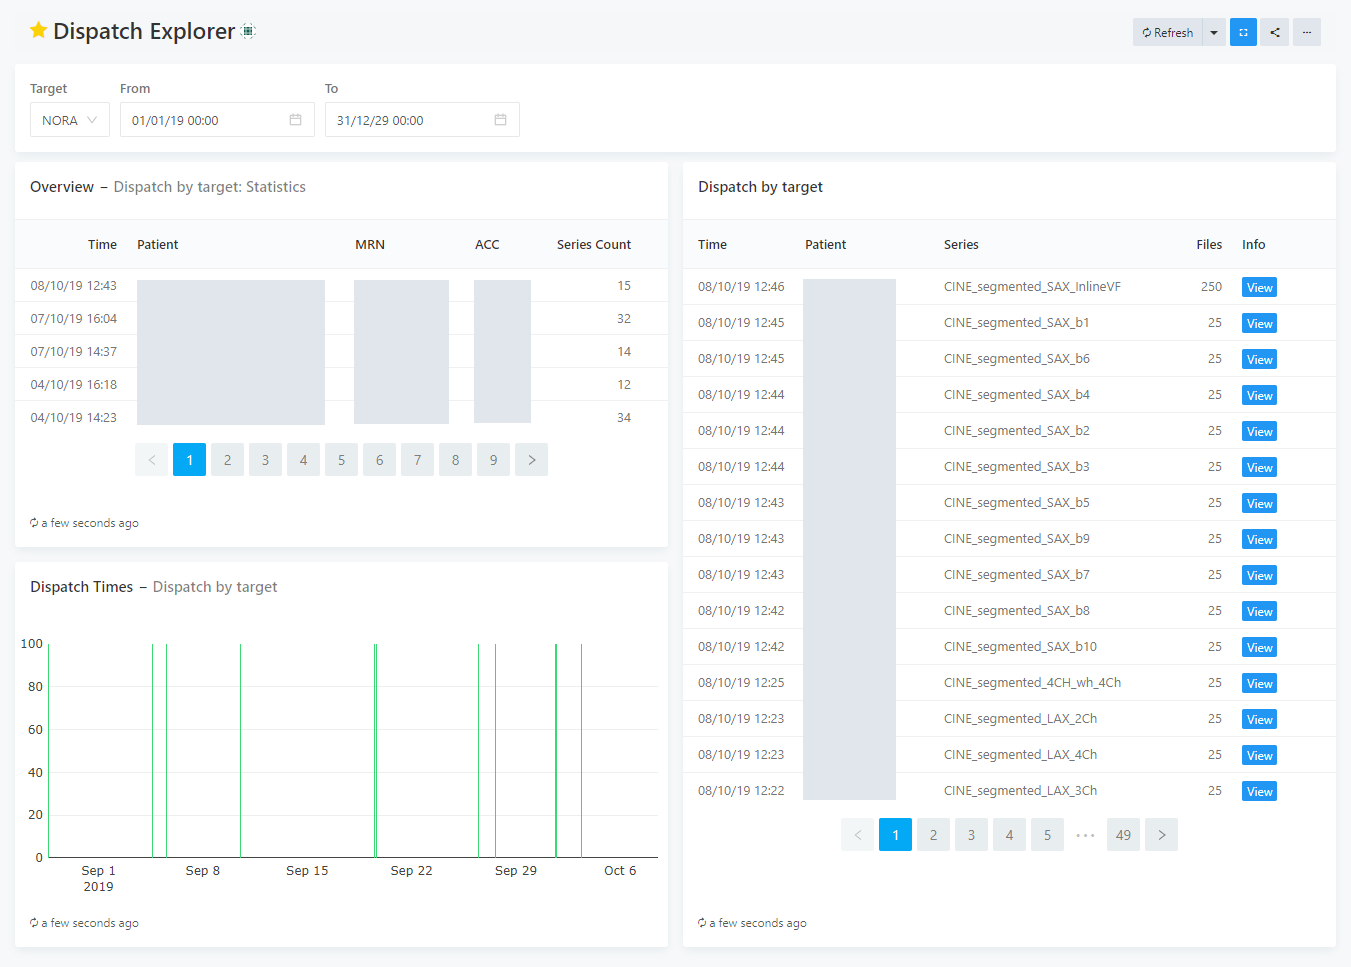 Dispatch Explorer
Refresh
Target
From
To
NORA
01/01/19 00:00
31/12/29 00:00
Overview – Dispatch by target: Statistics
Time Patient MRN ACC Series Count
08/10/19 12:43 15
07/10/19 16:04 32
07/10/19 14:37 14
04/10/19 16:18 12
04/10/19 14:23 34
< 1 2 3 4 5 6 7 8 9 >
a few seconds ago
Dispatch Times – Dispatch by target
100
80
60
40
20
0
Sep 1 Sep 8 Sep 15 Sep 22 Sep 29 Oct 6
2019
a few seconds ago
Dispatch by target
Time Patient Series Files Info
08/10/19 12:46 CINE_segmented_SAX_InlineVF 250 View
08/10/19 12:45 CINE_segmented_SAX_b1 25 View
08/10/19 12:45 CINE_segmented_SAX_b6 25 View
08/10/19 12:44 CINE_segmented_SAX_b4 25 View
08/10/19 12:44 CINE_segmented_SAX_b2 25 View
08/10/19 12:44 CINE_segmented_SAX_b3 25 View
08/10/19 12:43 CINE_segmented_SAX_b5 25 View
08/10/19 12:43 CINE_segmented_SAX_b9 25 View
08/10/19 12:43 CINE_segmented_SAX_b7 25 View
08/10/19 12:42 CINE_segmented_SAX_b8 25 View
08/10/19 12:42 CINE_segmented_SAX_b10 25 View
08/10/19 12:25 CINE_segmented_4CH_wh_4Ch 25 View
08/10/19 12:23 CINE_segmented_LAX_2Ch 25 View
08/10/19 12:23 CINE_segmented_LAX_4Ch 25 View
08/10/19 12:22 CINE_segmented_LAX_3Ch 25 View
< 1 2 3 4 5 ••• 49 >
a few seconds ago